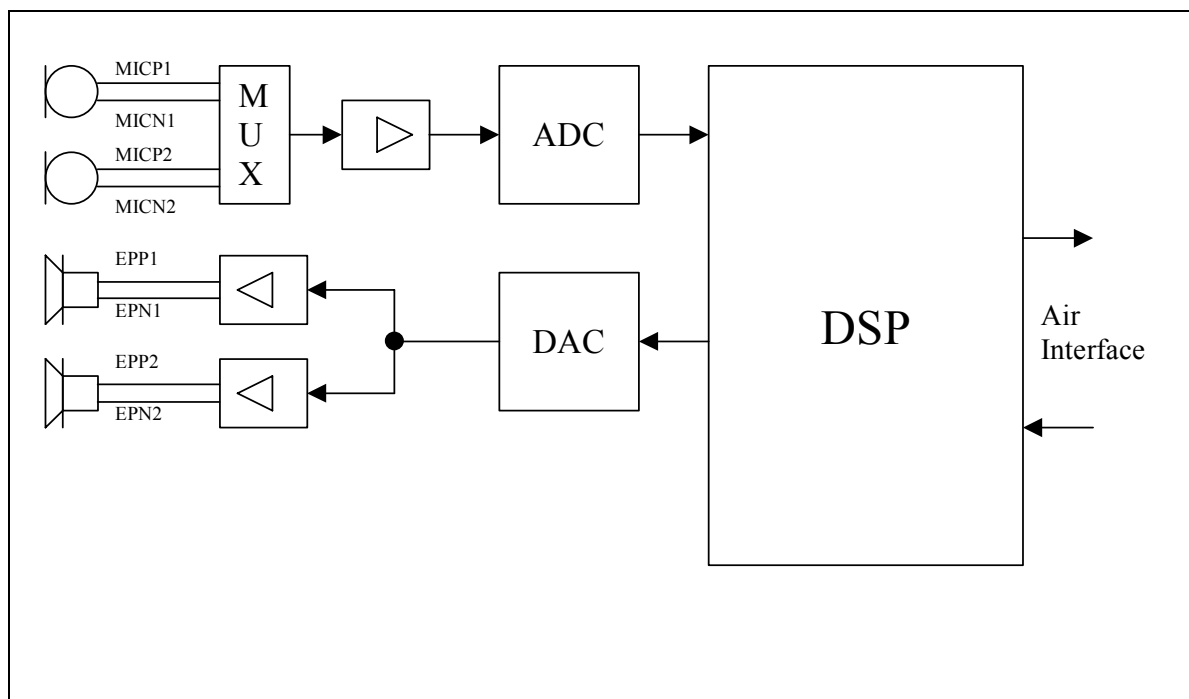 MICP1
MICN1
MICP2
MICN2
M
U
X
ADC
EPP1
EPN1
EPP2
EPN2
DAC
DSP
Air
Interface